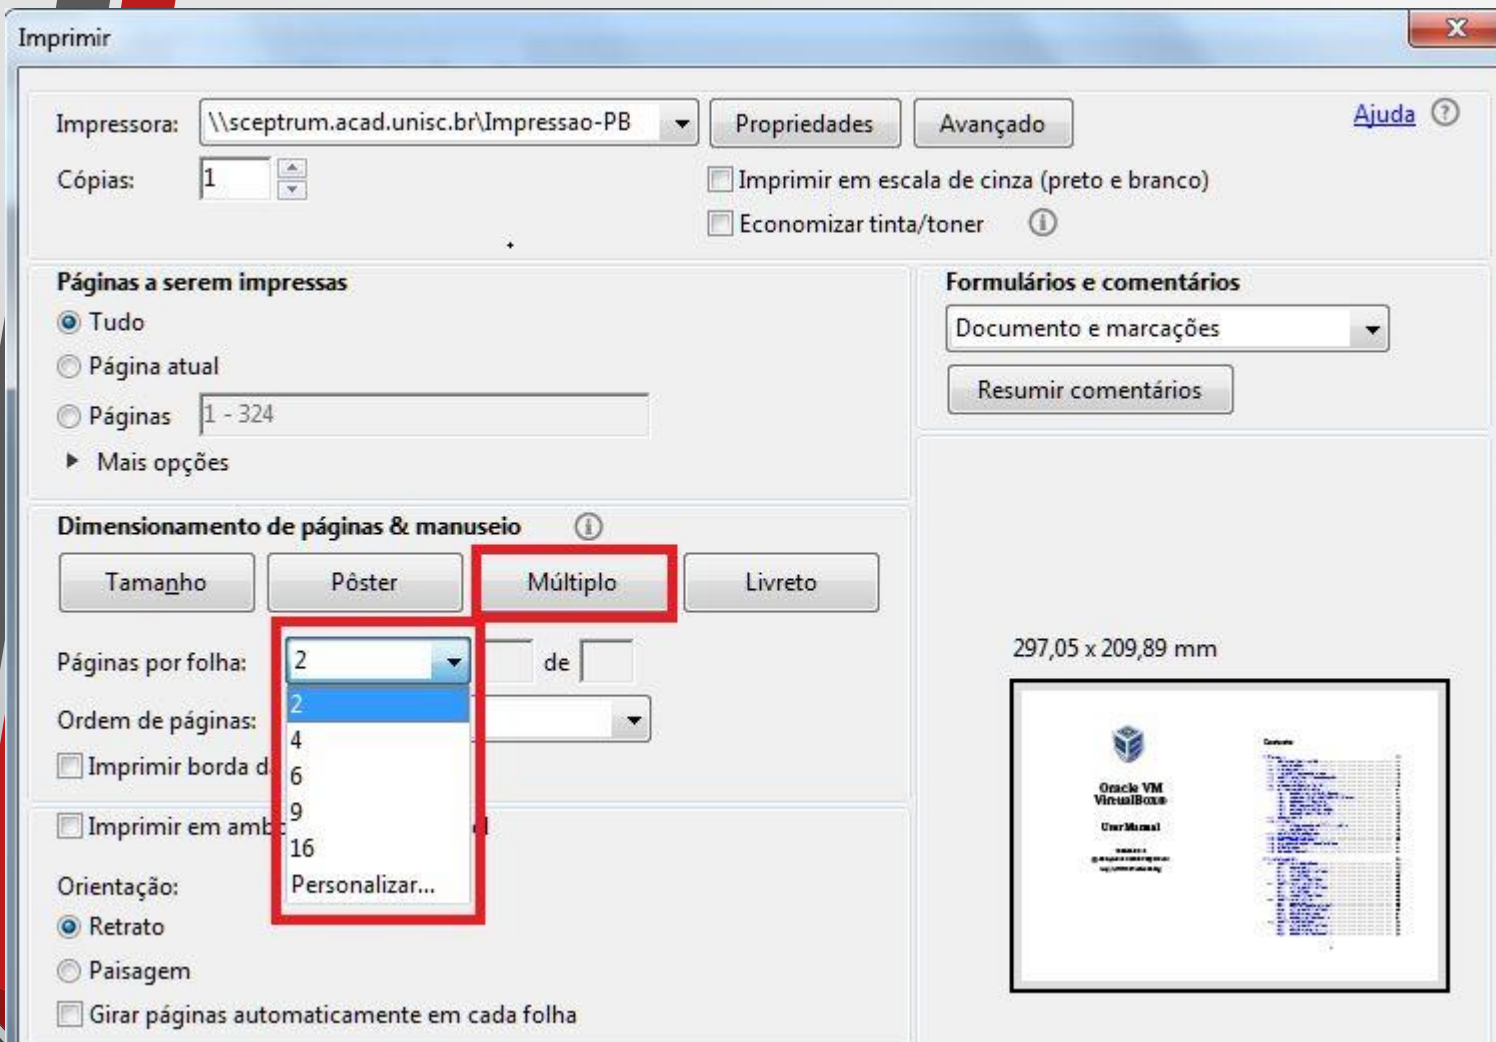 Imprimir
x
Impressora: \\sceptrum.acad.unisc.br\Impressao-PB Propriedades Avançado Ajuda ?
Cópias: 1 Imprimir em escala de cinza (preto e branco)
Economizar tinta/toner i
Páginas a serem impressas
Formulários e comentários
Tudo
Documento e marcações
Página atual
Resumir comentários
Páginas 1 - 324
Mais opções
Dimensionamento de páginas & manuseio i
Tamanho Pôster Múltiplo Livreto
Páginas por folha: 2 de
2
Ordem de páginas:
4
Imprimir borda d
6
9
Imprimir em amb
16
Personalizar...
Orientação:
Retrato
Paisagem
Girar páginas automaticamente em cada folha
297,05 x 209,89 mm
Oracle VM
VirtualBox®
User Manual
Contents